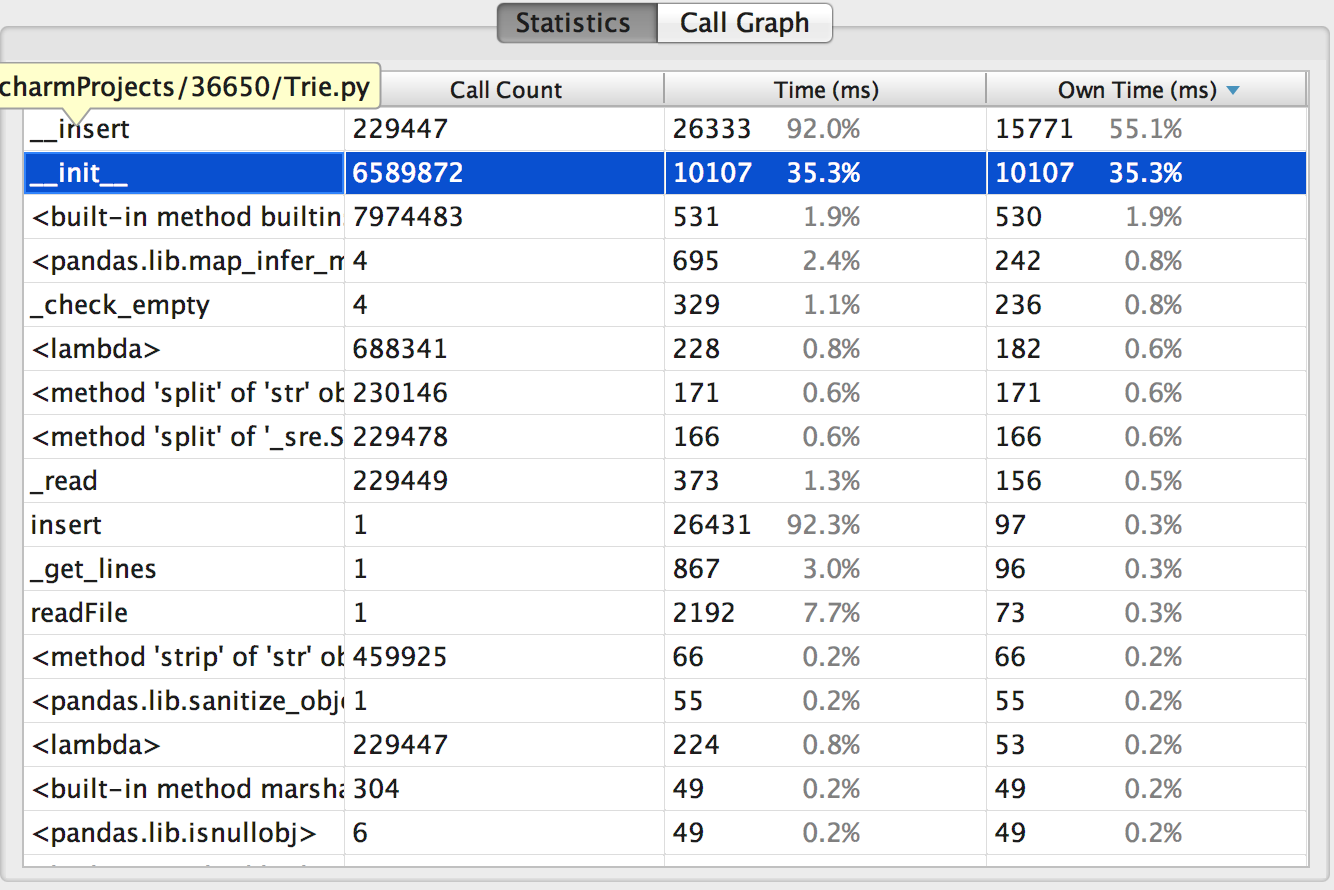 Statistics Call Graph
charmProjects/36650/Trie.py Call Count Time (ms) Own Time (ms)
__insert 229447 26333 92.0% 15771 55.1%
__init__ 6589872 10107 35.3% 10107 35.3%
<built-in method builtin. 7974483 531 1.9% 530 1.9%
<pandas.lib.map_infer_m 4 695 2.4% 242 0.8%
_check_empty 4 329 1.1% 236 0.8%
<lambda> 688341 228 0.8% 182 0.6%
<method 'split' of 'str' ob 230146 171 0.6% 171 0.6%
<method 'split' of '_sre.S 229478 166 0.6% 166 0.6%
_read 229449 373 1.3% 156 0.5%
insert 1 26431 92.3% 97 0.3%
_get_lines 1 867 3.0% 96 0.3%
readFile 1 2192 7.7% 73 0.3%
<method 'strip' of 'str' ob 459925 66 0.2% 66 0.2%
<pandas.lib.sanitize_obj 1 55 0.2% 55 0.2%
<lambda> 229447 224 0.8% 53 0.2%
<built-in method marsha 304 49 0.2% 49 0.2%
<pandas.lib.isnullobj> 6 49 0.2% 49 0.2%